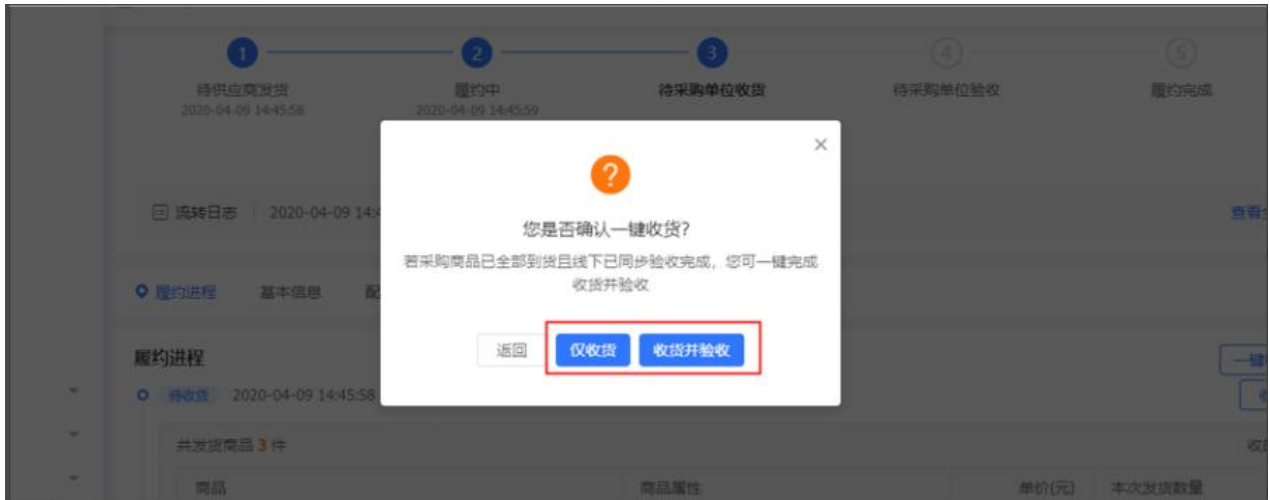 1
2
3
4
5
待供应商发货
履约中
待采购单位收货
待采购单位验收
履约完成
2020-04-09 14:45:58
2020-04-09 14:45:59
?
×
您是否确认一键收货?
流转日志
2020-04-09 14:4
查看
若采购商品已全部到货且线下已同步验收完成，您可一键完成
收货并验收
履约进程
基本信息
返回
仅收货
收货并验收
履约进程
一键
待收货
2020-04-09 14:45:58
共发货商品 3 件
商品
商品属性
单价(元)
本次发货数量